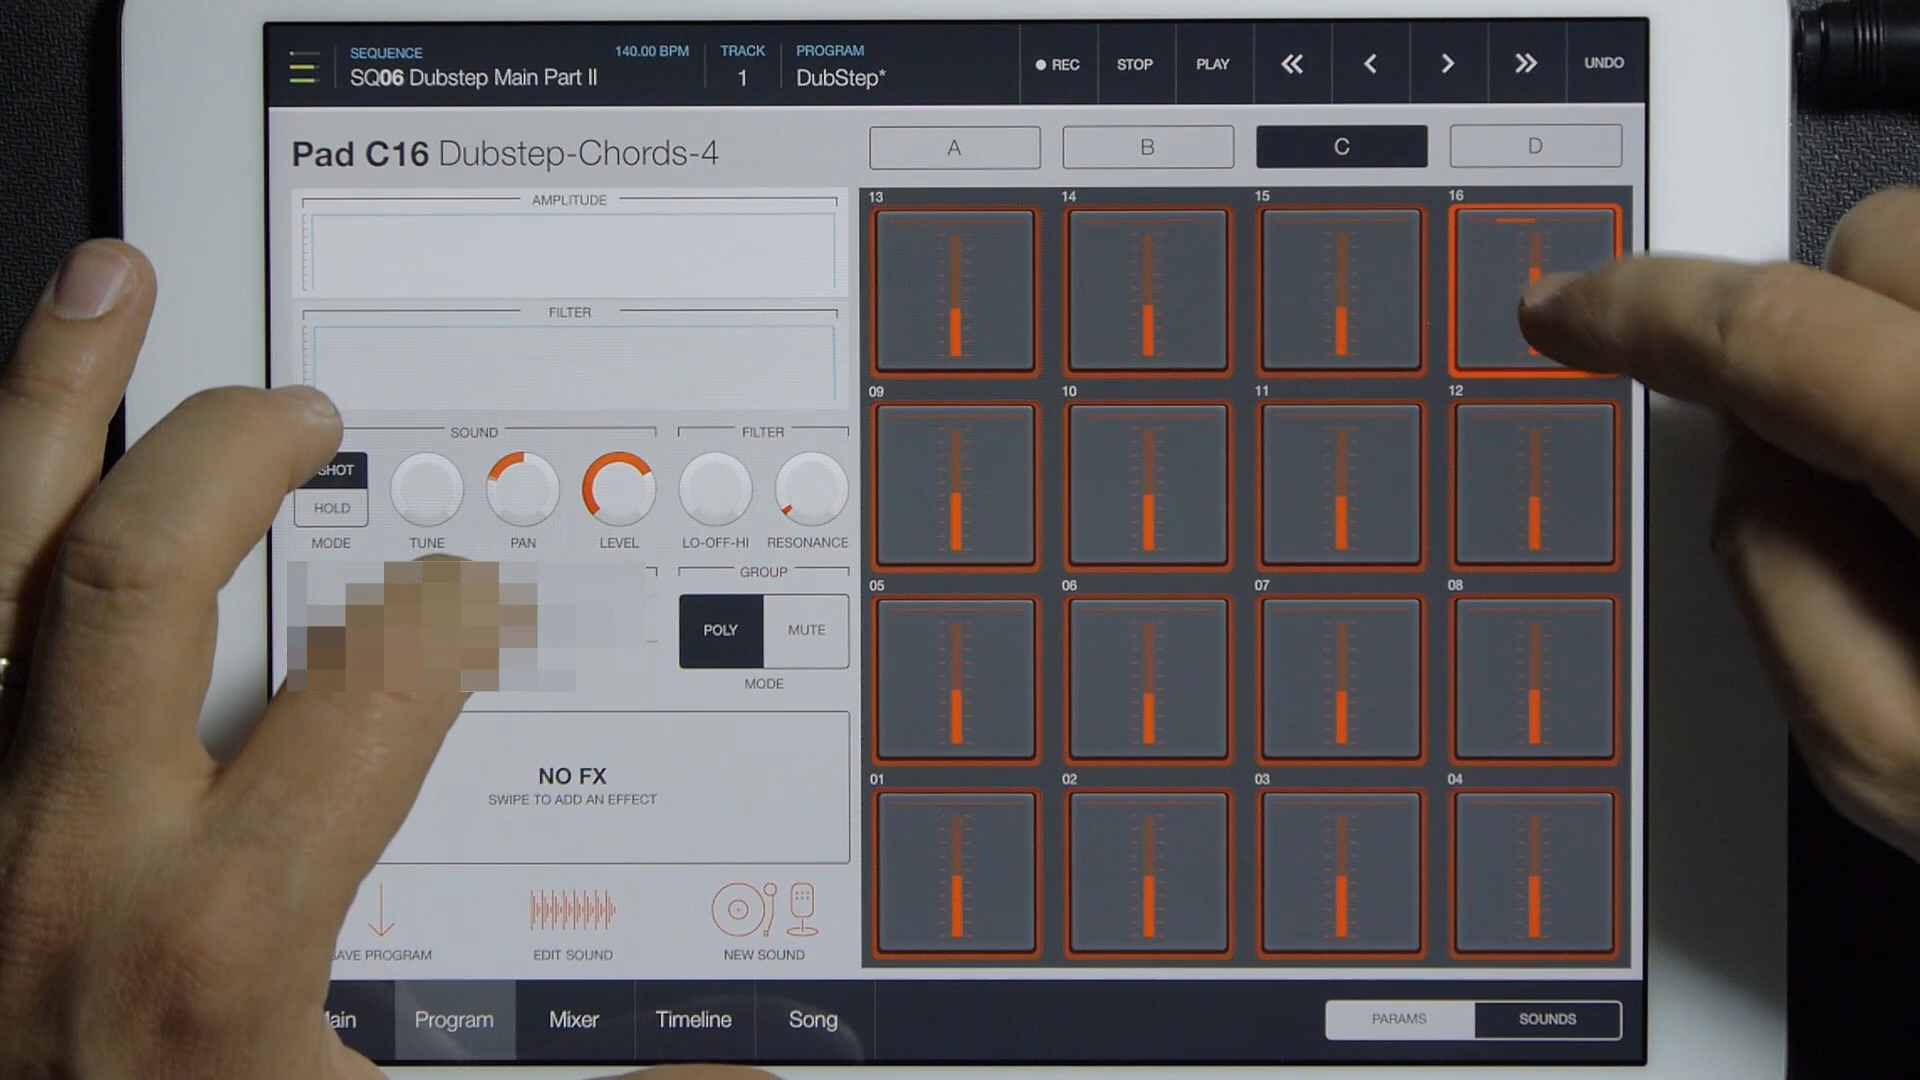 SEQUENCE 140.00 BPM TRACK PROGRAM
SQ06 Dubstep Main Part II 1 DubStep*
REC STOP PLAY UNDO
Pad C16 Dubstep-Chords-4
A B C D
AMPLITUDE
FILTER
SOUND FILTER
SHOT
HOLD
MODE TUNE PAN LEVEL LO-OFF-HI RESONANCE
GROUP
POLY MUTE
MODE
NO FX
SWIPE TO ADD AN EFFECT
SAVE PROGRAM EDIT SOUND NEW SOUND
13 14 15 16
09 10 11 12
05 06 07 08
01 02 03 04
Main Program Mixer Timeline Song
PARAMS SOUNDS